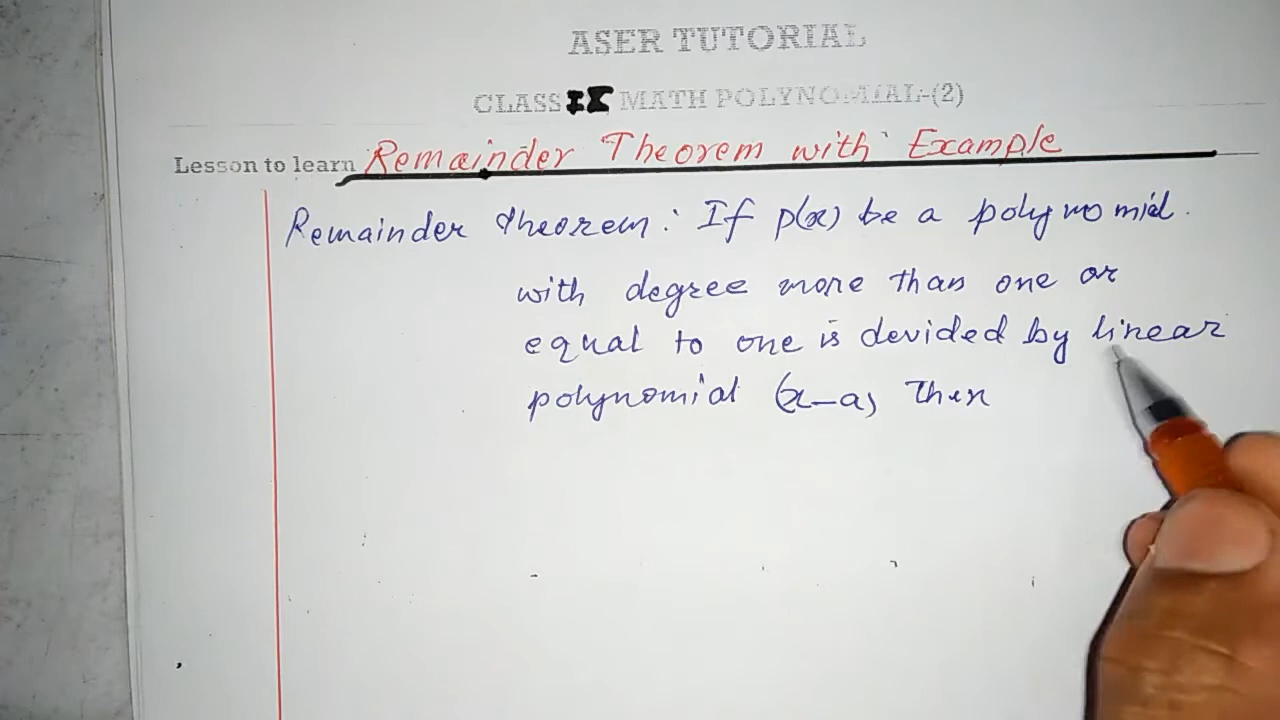 ASER TUTORIAL
CLASS IX MATH POLYNOMIAL-(2)
Lesson to learn Remainder Theorem with Example
Remainder theorem: If p(x) be a polynomial.
with degree more than one or
equal to one is devided by linear
polynomial (x-a) Then